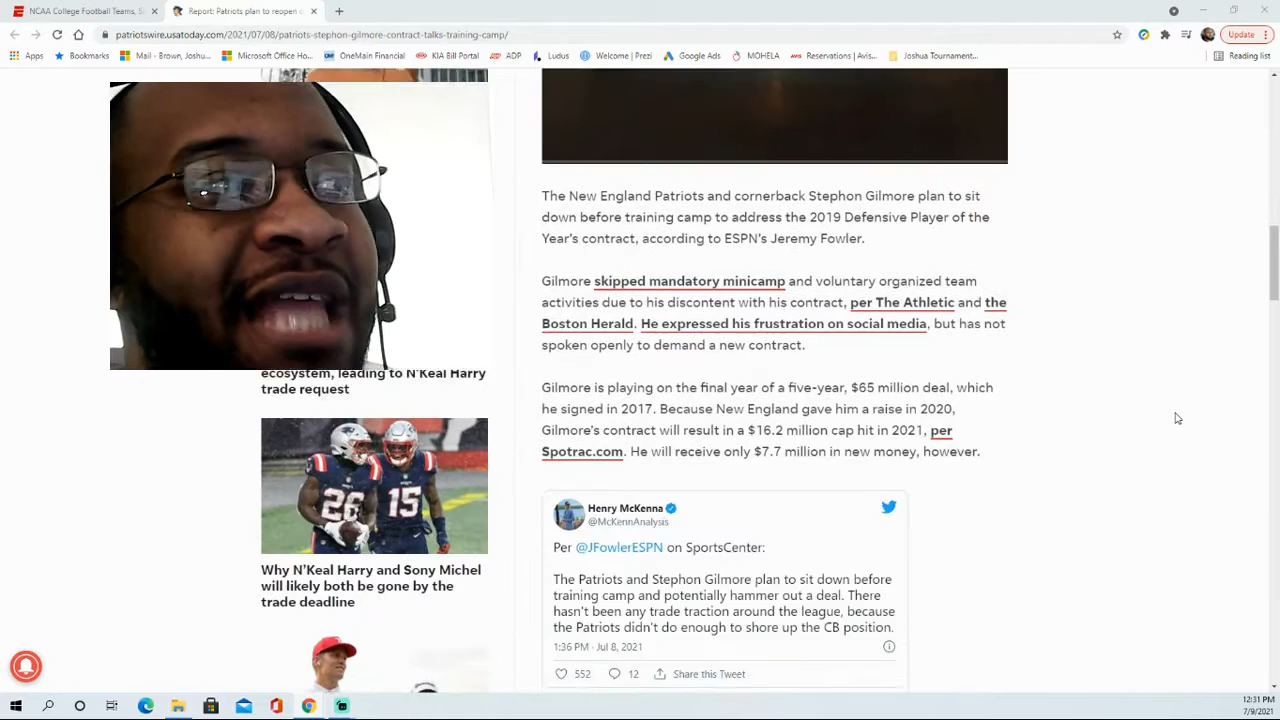 NCAA College Football Teams, S
Report: Patriots plan to reopen c
patriotswire.usatoday.com/2021/07/08/patriots-stephon-gilmore-contract-talks-training-camp/
Update
Apps
Bookmarks
Mail - Brown, Joshu...
Microsoft Office Ho...
OneMain Financial
KIA Bill Portal
ADP
Ludus
Welcome | Prezi
Google Ads
MOHELA
Reservations | Avis...
Joshua Tournament...
Reading list
ecosystem, leading to N'Keal Harry
trade request
26 15
Why N'Keal Harry and Sony Michel
will likely both be gone by the
trade deadline
The New England Patriots and cornerback Stephon Gilmore plan to sit
down before training camp to address the 2019 Defensive Player of the
Year's contract, according to ESPN's Jeremy Fowler.
Gilmore skipped mandatory minicamp and voluntary organized team
activities due to his discontent with his contract, per The Athletic and the
Boston Herald. He expressed his frustration on social media, but has not
spoken openly to demand a new contract.
Gilmore is playing on the final year of a five-year, $65 million deal, which
he signed in 2017. Because New England gave him a raise in 2020,
Gilmore's contract will result in a $16.2 million cap hit in 2021, per
Spotrac.com. He will receive only $7.7 million in new money, however.
Henry McKenna
@McKennAnalysis
Per @JFowlerESPN on SportsCenter:
The Patriots and Stephon Gilmore plan to sit down before
training camp and potentially hammer out a deal. There
hasn't been any trade traction around the league, because
the Patriots didn't do enough to shore up the CB position.
1:36 PM · Jul 8, 2021
552 12 Share this Tweet
12:31 PM
7/9/2021